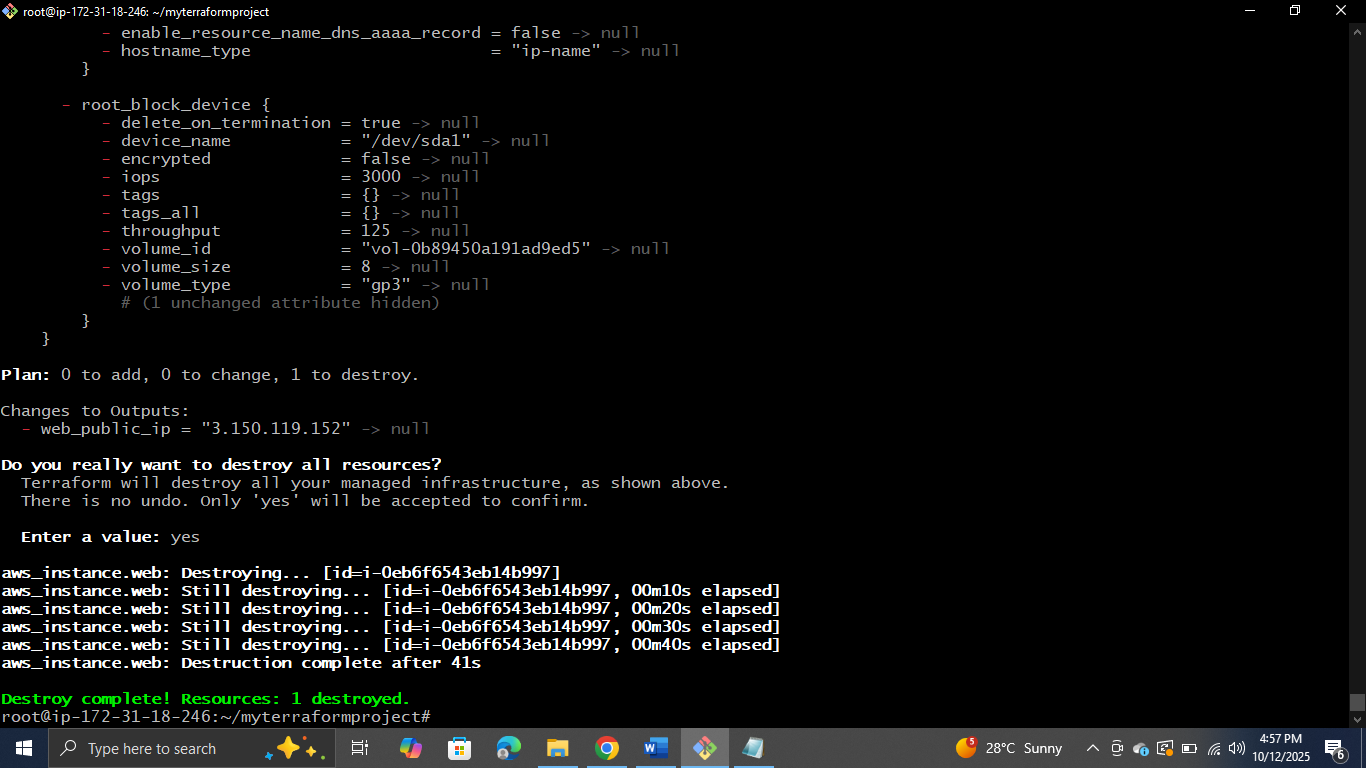 root@ip-172-31-18-246: ~/myterraformproject
- enable_resource_name_dns_aaaa_record = false -> null
- hostname_type = "ip-name" -> null
}
- root_block_device {
- delete_on_termination = true -> null
- device_name = "/dev/sda1" -> null
- encrypted = false -> null
- iops = 3000 -> null
- tags = {} -> null
- tags_all = {} -> null
- throughput = 125 -> null
- volume_id = "vol-0b89450a191ad9ed5" -> null
- volume_size = 8 -> null
- volume_type = "gp3" -> null
# (1 unchanged attribute hidden)
}
}
Plan: 0 to add, 0 to change, 1 to destroy.
Changes to Outputs:
- web_public_ip = "3.150.119.152" -> null
Do you really want to destroy all resources?
Terraform will destroy all your managed infrastructure, as shown above.
There is no undo. Only 'yes' will be accepted to confirm.
Enter a value: yes
aws_instance.web: Destroying... [id=i-0eb6f6543eb14b997]
aws_instance.web: Still destroying... [id=i-0eb6f6543eb14b997, 00m10s elapsed]
aws_instance.web: Still destroying... [id=i-0eb6f6543eb14b997, 00m20s elapsed]
aws_instance.web: Still destroying... [id=i-0eb6f6543eb14b997, 00m30s elapsed]
aws_instance.web: Still destroying... [id=i-0eb6f6543eb14b997, 00m40s elapsed]
aws_instance.web: Destruction complete after 41s
Destroy complete! Resources: 1 destroyed.
root@ip-172-31-18-246:~/myterraformproject#
Type here to search
5
28°C Sunny
4:57 PM
10/12/2025
6